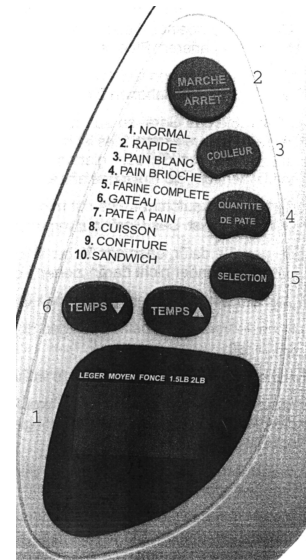 MARCHE
ARRET
2
1. NORMAL
2. RAPIDE
3. PAIN BLANC
4. PAIN BRIOCHE
5. FARINE COMPLETE
6. GATEAU
7. PATE A PAIN
8. CUISSON
9. CONFITURE
10. SANDWICH
COULEUR
3
QUANTITE
DE PATE
4
SELECTION
5
6
TEMPS ▼
TEMPS ▲
LEGER MOYEN FONCE 1.5LB 2LB
1